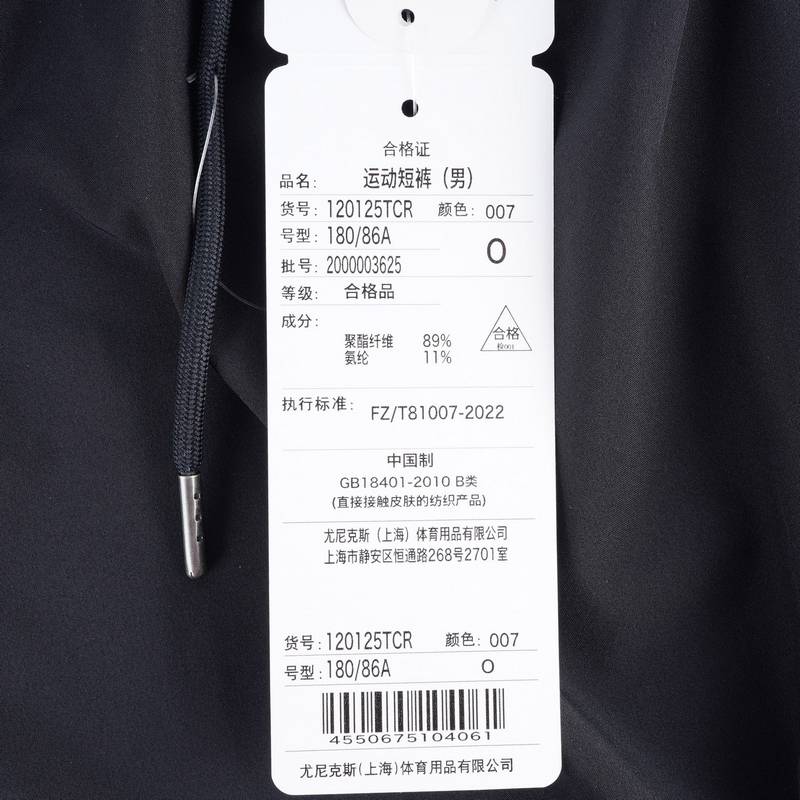 合格证
品名: 运动短裤（男）
货号: 120125TCR 颜色: 007
号型: 180/86A
O
批号: 2000003625
等级: 合格品
成分:
合格
检001
聚酯纤维 89%
氨纶 11%
执行标准: FZ/T81007-2022
中国制
GB18401-2010 B类
(直接接触皮肤的纺织产品)
尤尼克斯（上海）体育用品有限公司
上海市静安区恒通路268号2701室
货号: 120125TCR 颜色: 007
号型: 180/86A O
4550675104061
尤尼克斯(上海)体育用品有限公司